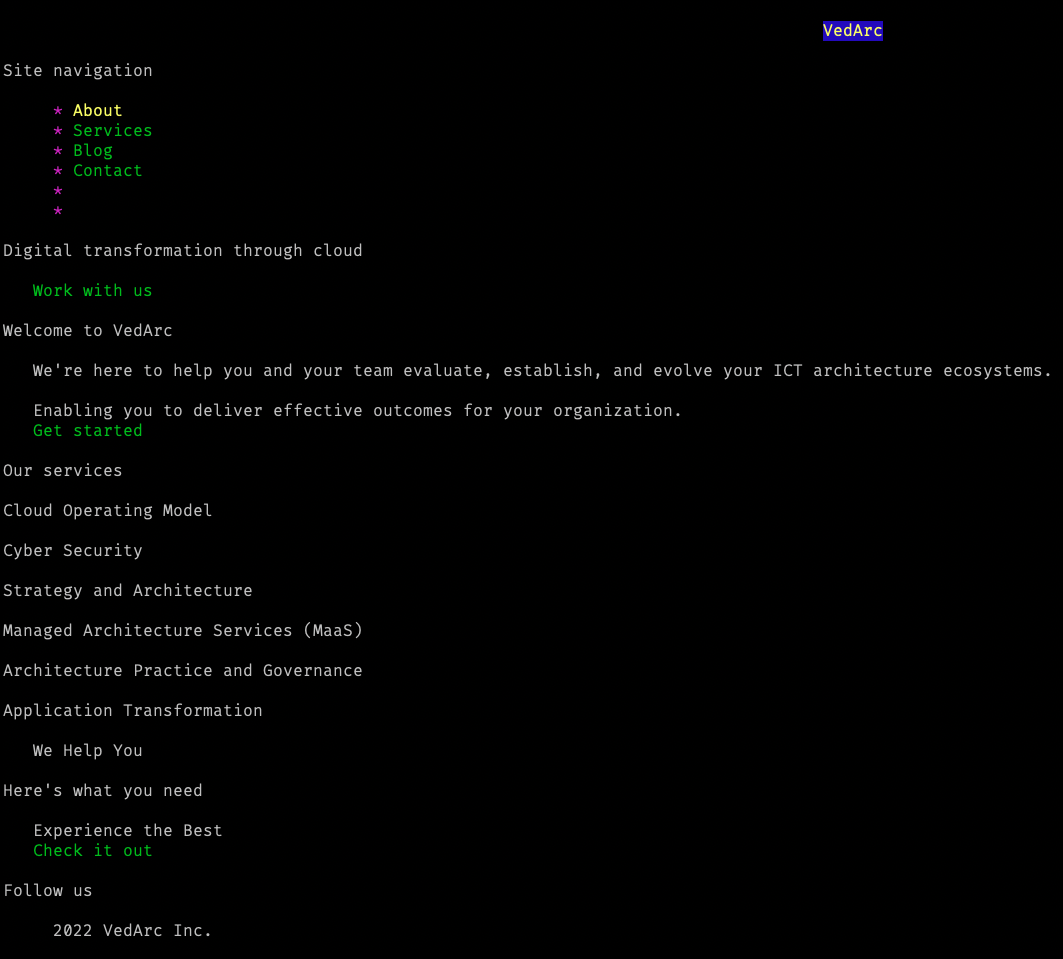 VedArc
Site navigation
* About
* Services
* Blog
* Contact
*
*
Digital transformation through cloud
Work with us
Welcome to VedArc
We're here to help you and your team evaluate, establish, and evolve your ICT architecture ecosystems.
Enabling you to deliver effective outcomes for your organization.
Get started
Our services
Cloud Operating Model
Cyber Security
Strategy and Architecture
Managed Architecture Services (MaaS)
Architecture Practice and Governance
Application Transformation
We Help You
Here's what you need
Experience the Best
Check it out
Follow us
2022 VedArc Inc.